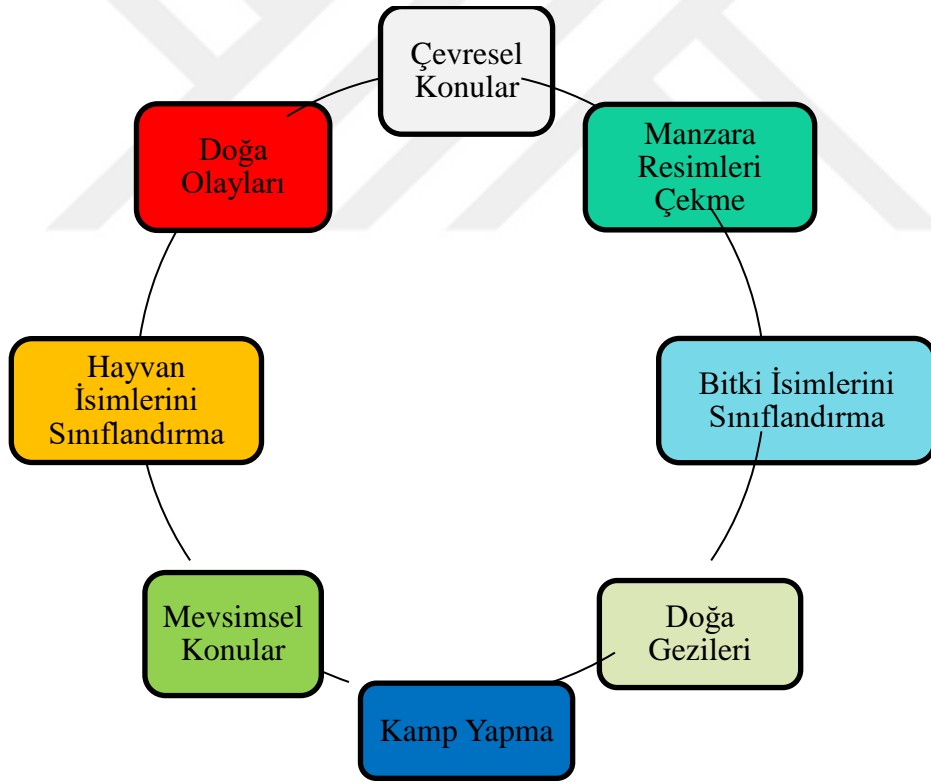 Çevresel
Konular
Manzara
Resimleri
Çekme
Bitki İsimlerini
Sınıflandırma
Doğa
Gezileri
Kamp Yapma
Mevsimsel
Konular
Hayvan
İsimlerini
Sınıflandırma
Doğa
Olayları